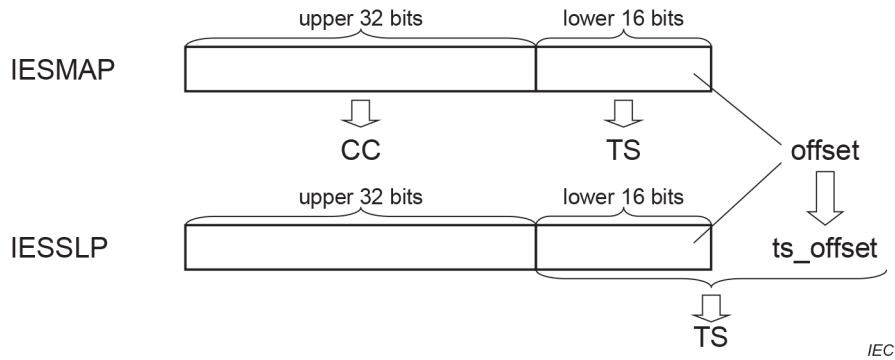 upper 32 bits lower 16 bits
IESMAP
CC TS offset
upper 32 bits lower 16 bits
IESSLP ts_offset
TS
IEC